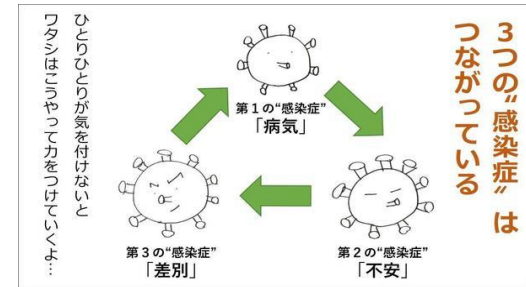 ３つの“感染症”は
つながっている
第１の“感染症”
「病気」
第２の“感染症”
「不安」
第３の“感染症”
「差別」
ひとりひとりが気を付けないと
ワタシはこうやって力をつけていくよ…